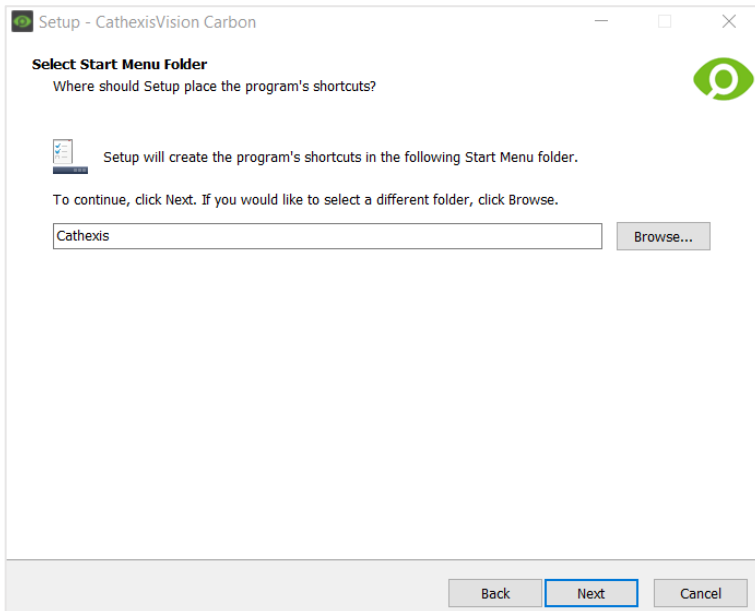 Setup - CathexisVision Carbon
Select Start Menu Folder
Where should Setup place the program's shortcuts?
Setup will create the program's shortcuts in the following Start Menu folder.
To continue, click Next. If you would like to select a different folder, click Browse.
Cathexis
Browse...
Back
Next
Cancel